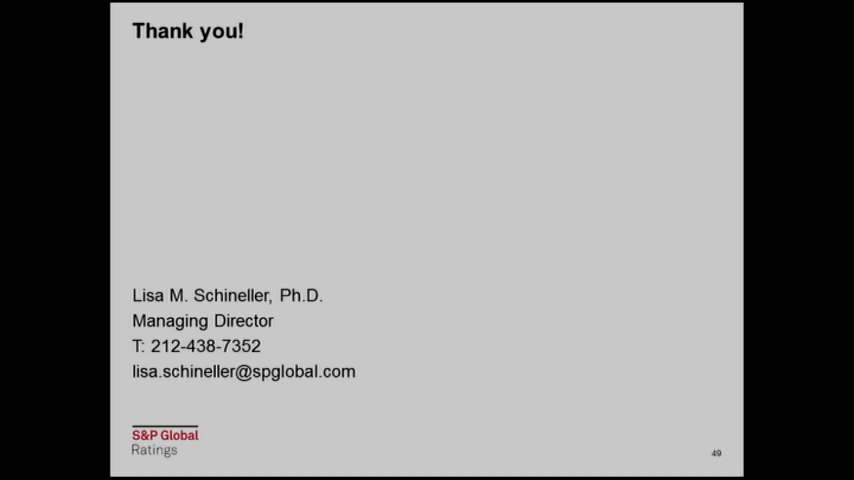 Thank you!
Lisa M. Schineller, Ph.D.
Managing Director
T: 212-438-7352
lisa.schineller@spglobal.com
S&P Global
Ratings
49